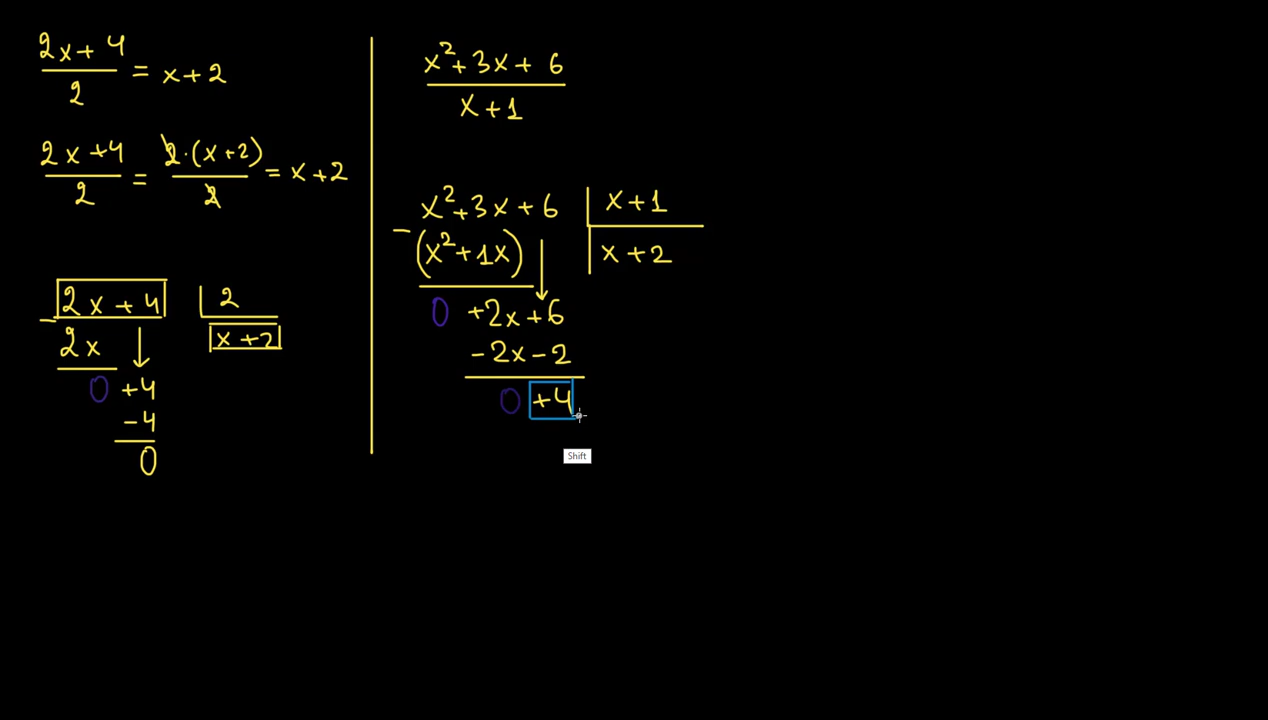 2x + 4
2
= x + 2
2x + 4
2
= 2·(x + 2)
2
= x + 2
2x + 4 | 2
- 2x
x + 2
0 +4
-4
0
x² + 3x + 6
x + 1
x² + 3x + 6 | x + 1
- (x² + 1x)
x + 2
0 +2x + 6
-2x - 2
0 +4
Shift